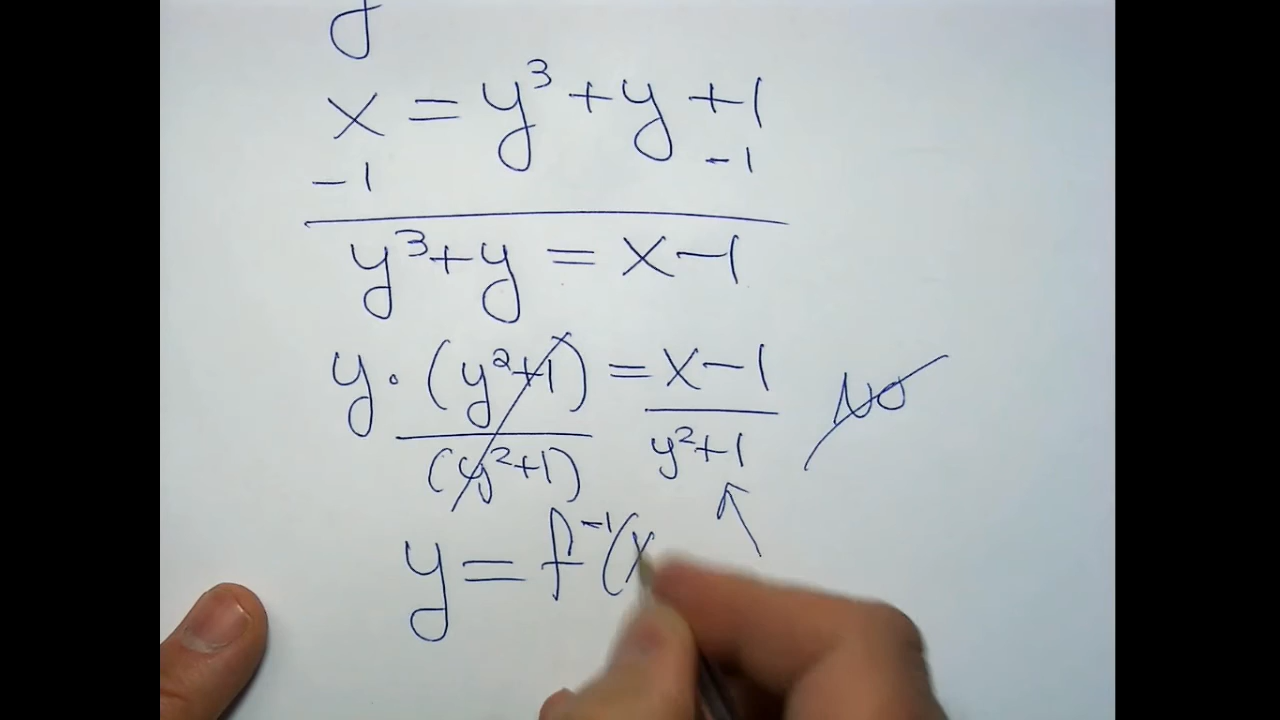 y
x = y³ + y + 1
-1 -1
y³ + y = x - 1
y · (y² + 1) = x - 1 NO
(y² + 1) y² + 1
y = f⁻¹(x